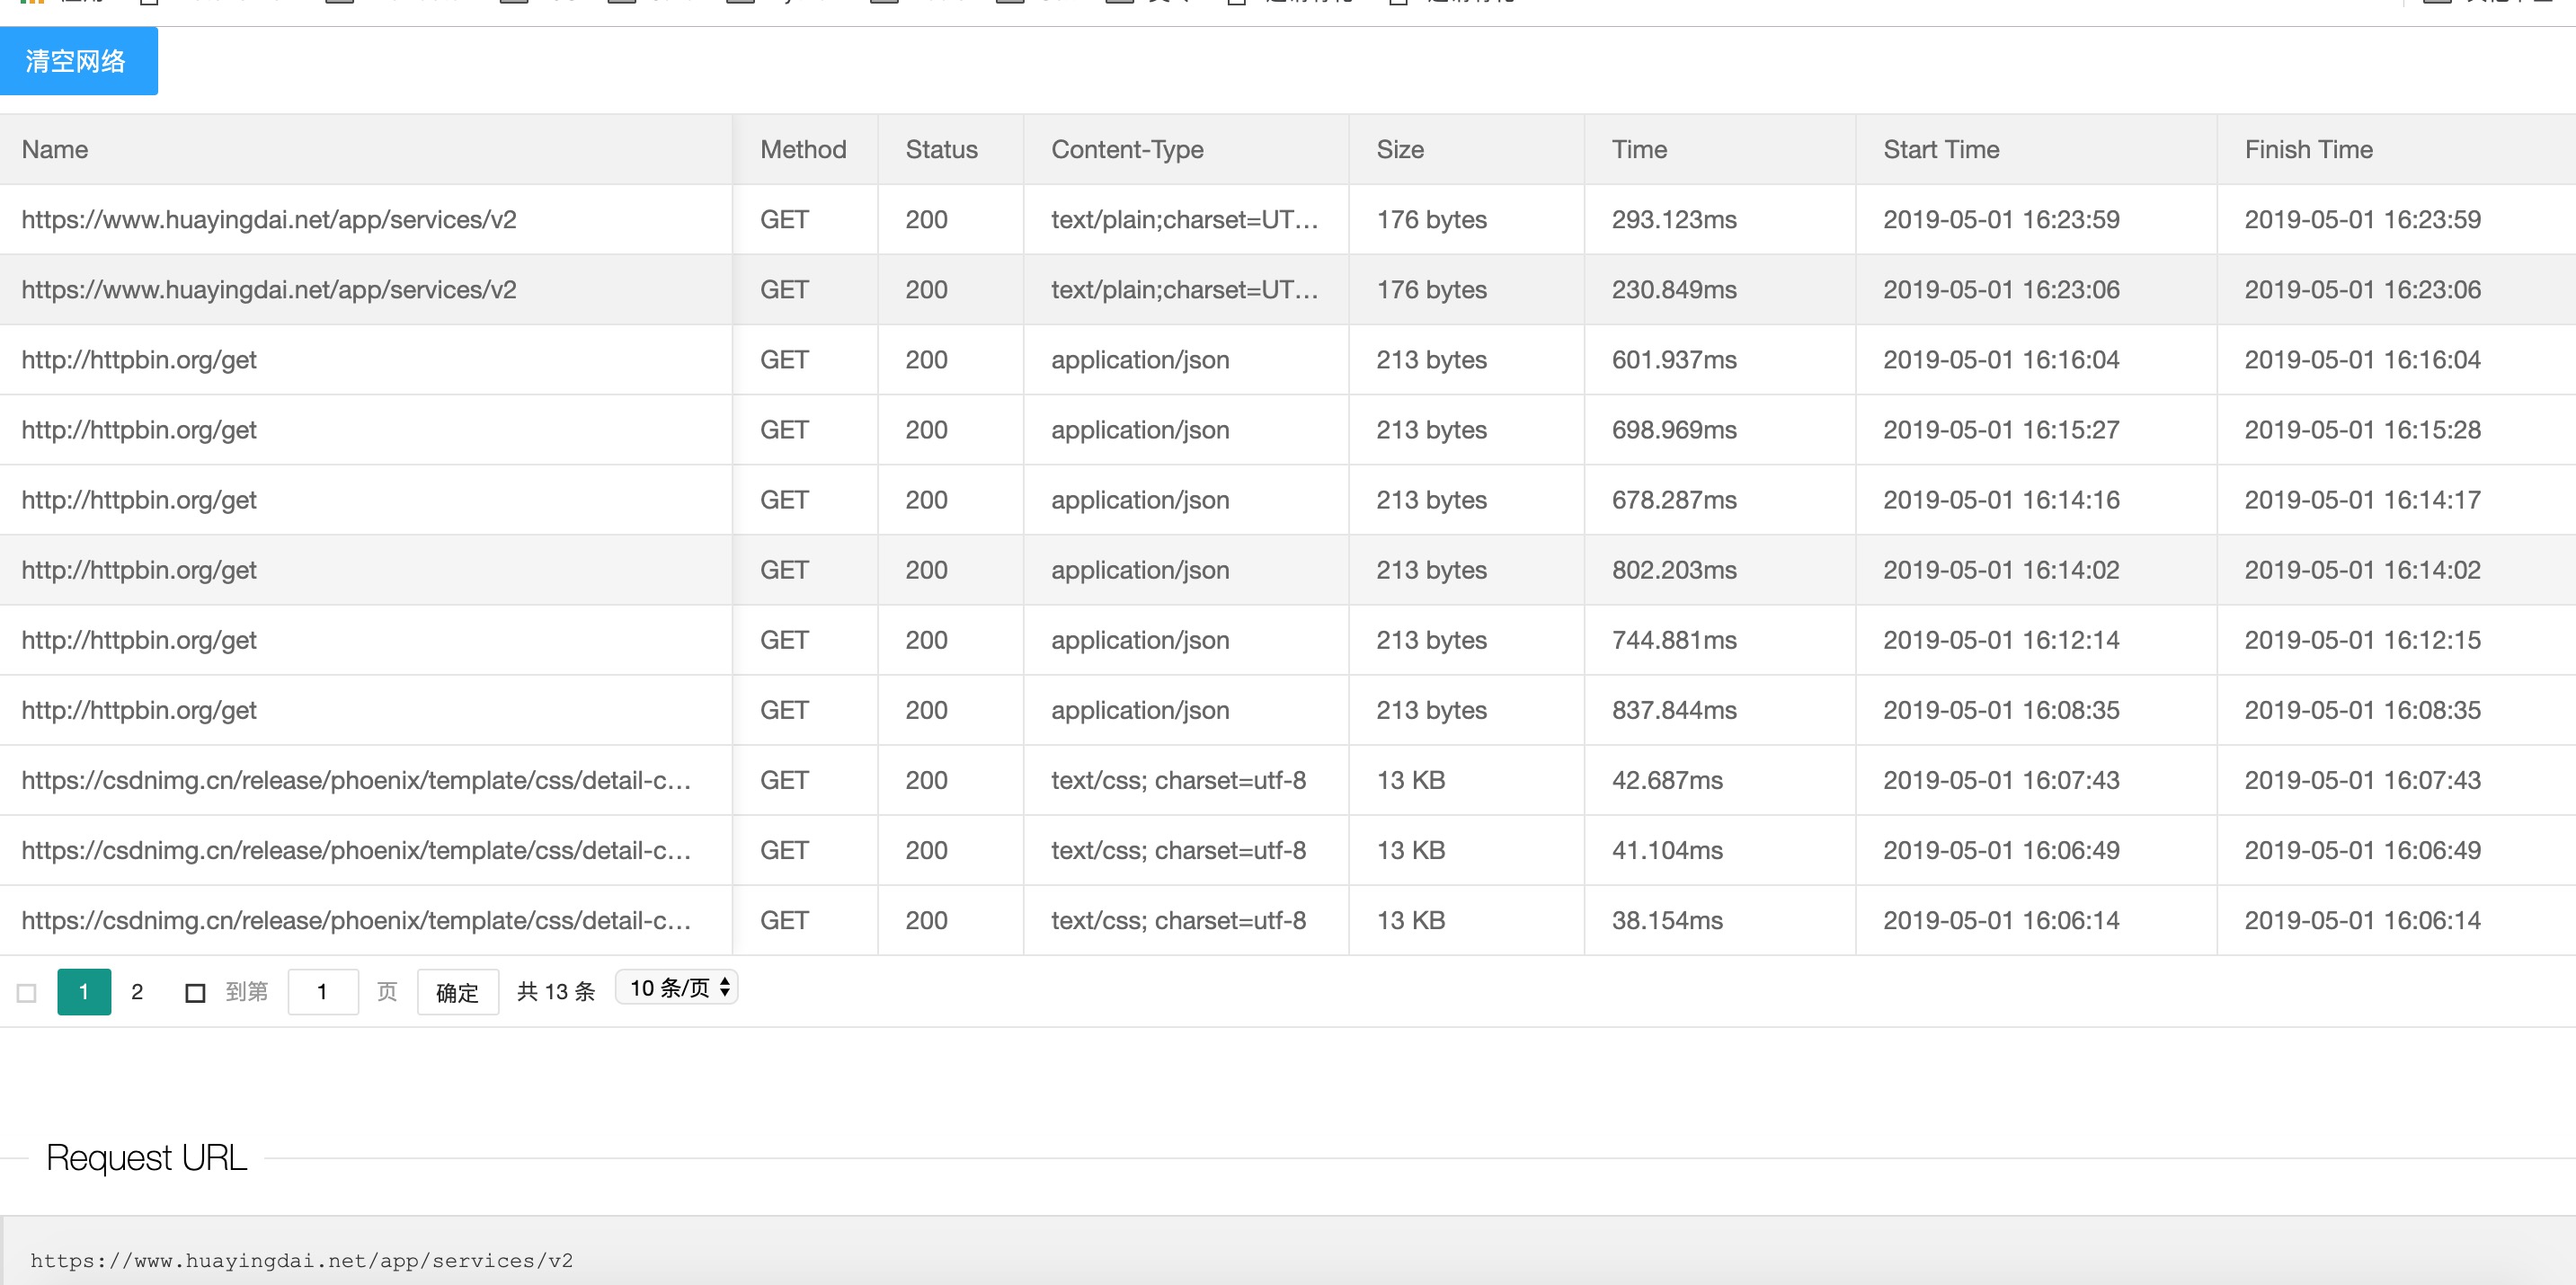 清空网络
Name Method Status Content-Type Size Time Start Time Finish Time
https://www.huayingdai.net/app/services/v2 GET 200 text/plain;charset=UT... 176 bytes 293.123ms 2019-05-01 16:23:59 2019-05-01 16:23:59
https://www.huayingdai.net/app/services/v2 GET 200 text/plain;charset=UT... 176 bytes 230.849ms 2019-05-01 16:23:06 2019-05-01 16:23:06
http://httpbin.org/get GET 200 application/json 213 bytes 601.937ms 2019-05-01 16:16:04 2019-05-01 16:16:04
http://httpbin.org/get GET 200 application/json 213 bytes 698.969ms 2019-05-01 16:15:27 2019-05-01 16:15:28
http://httpbin.org/get GET 200 application/json 213 bytes 678.287ms 2019-05-01 16:14:16 2019-05-01 16:14:17
http://httpbin.org/get GET 200 application/json 213 bytes 802.203ms 2019-05-01 16:14:02 2019-05-01 16:14:02
http://httpbin.org/get GET 200 application/json 213 bytes 744.881ms 2019-05-01 16:12:14 2019-05-01 16:12:15
http://httpbin.org/get GET 200 application/json 213 bytes 837.844ms 2019-05-01 16:08:35 2019-05-01 16:08:35
https://csdnimg.cn/release/phoenix/template/css/detail-c... GET 200 text/css; charset=utf-8 13 KB 42.687ms 2019-05-01 16:07:43 2019-05-01 16:07:43
https://csdnimg.cn/release/phoenix/template/css/detail-c... GET 200 text/css; charset=utf-8 13 KB 41.104ms 2019-05-01 16:06:49 2019-05-01 16:06:49
https://csdnimg.cn/release/phoenix/template/css/detail-c... GET 200 text/css; charset=utf-8 13 KB 38.154ms 2019-05-01 16:06:14 2019-05-01 16:06:14
1 2 到第 1 页 确定 共 13 条 10 条/页
Request URL
https://www.huayingdai.net/app/services/v2